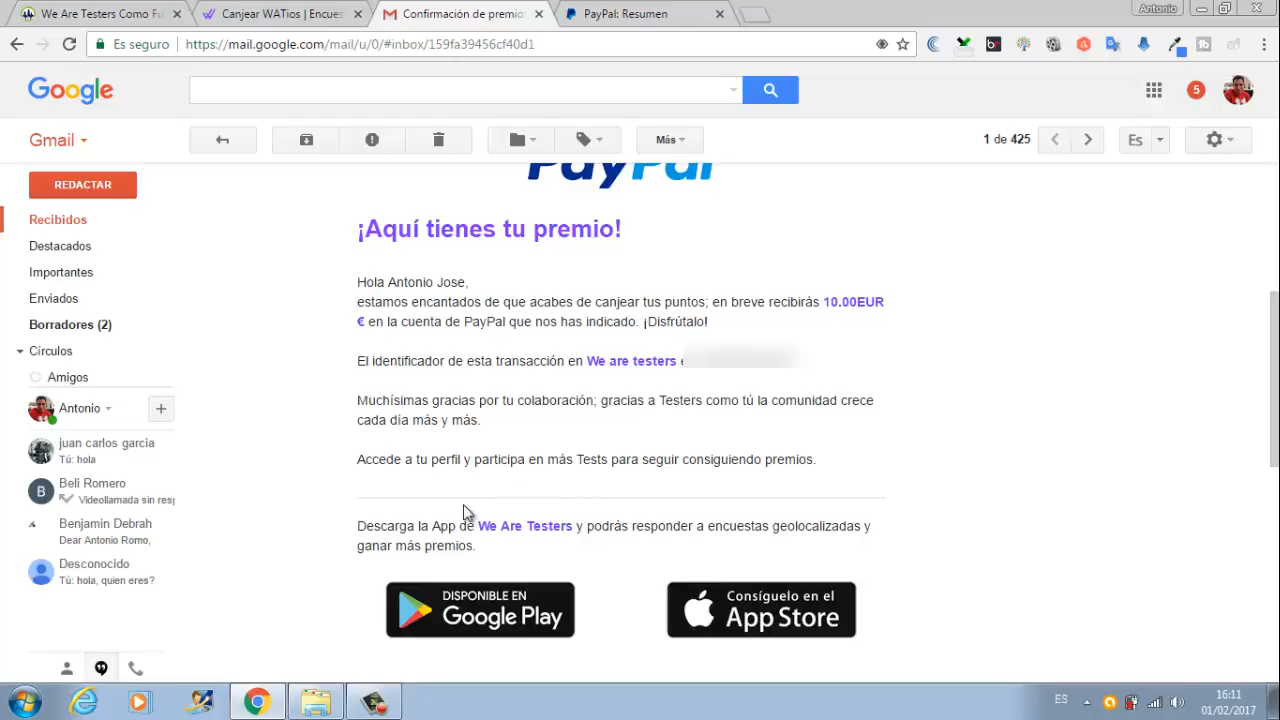 We Are Testers Como Fu
Canjear WATios | Encues
Confirmación de premio
PayPal: Resumen
Antonio
Es seguro
https://mail.google.com/mail/u/0/#inbox/159fa39456cf40d1
Google
5
Gmail
Más
1 de 425
Es
REDACTAR
Recibidos
Destacados
Importantes
Enviados
Borradores (2)
Círculos
Amigos
Antonio
juan carlos garcia
Tú: hola
B
Beli Romero
Videollamada sin resp
Benjamin Debrah
Dear Antonio Romo,
Desconocido
Tú: hola, quien eres?
PayPal
¡Aquí tienes tu premio!
Hola Antonio Jose,
estamos encantados de que acabes de canjear tus puntos; en breve recibirás 10.00EUR
€ en la cuenta de PayPal que nos has indicado. ¡Disfrútalo!
El identificador de esta transacción en We are testers
Muchísimas gracias por tu colaboración; gracias a Testers como tú la comunidad crece
cada día más y más.
Accede a tu perfil y participa en más Tests para seguir consiguiendo premios.
Descarga la App de We Are Testers y podrás responder a encuestas geolocalizadas y
ganar más premios.
DISPONIBLE EN
Google Play
Consíguelo en el
App Store
ES
16:11
01/02/2017